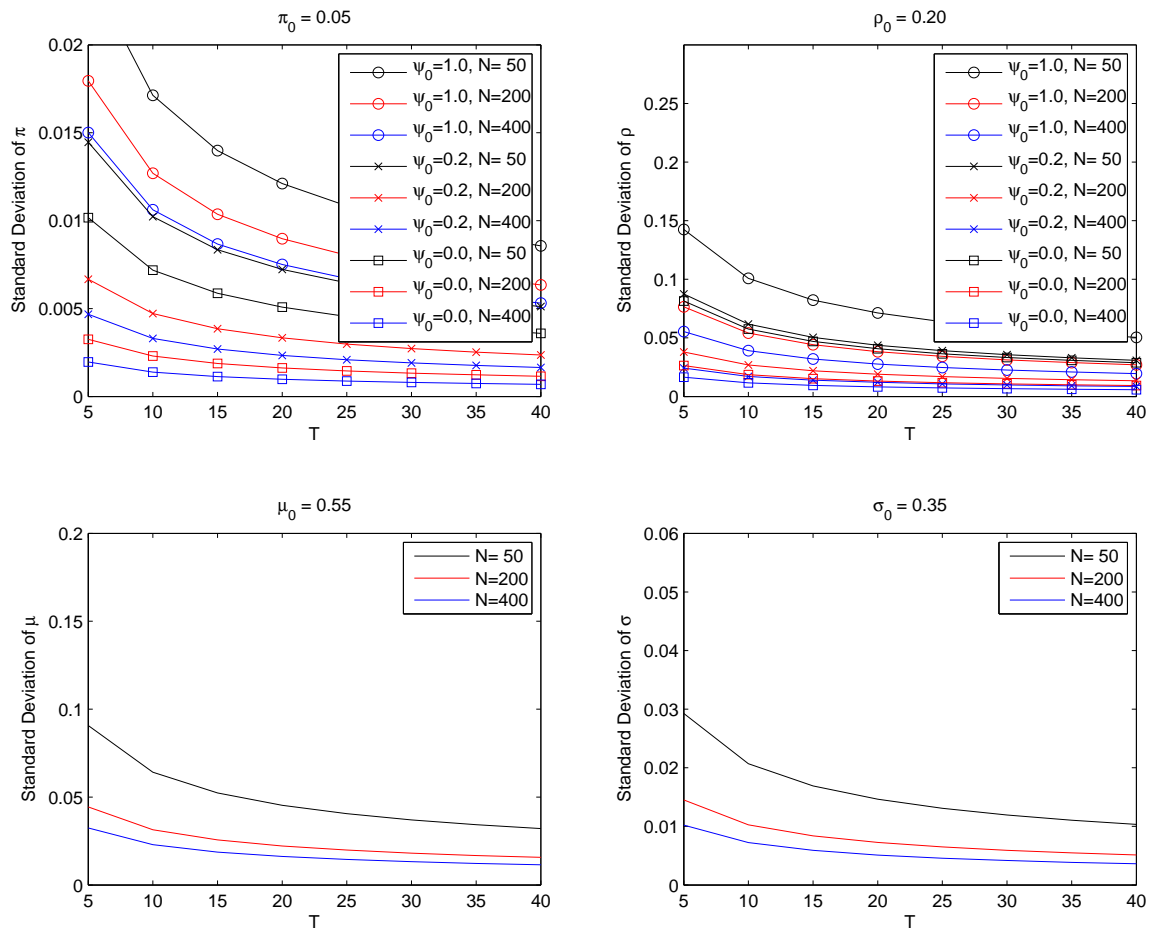 π0 = 0.05
0.02
0.015
0.01
0.005
0
Standard Deviation of π
5 10 15 20 25 30 35 40
T
ψ0=1.0, N= 50
ψ0=1.0, N=200
ψ0=1.0, N=400
ψ0=0.2, N= 50
ψ0=0.2, N=200
ψ0=0.2, N=400
ψ0=0.0, N= 50
ψ0=0.0, N=200
ψ0=0.0, N=400
ρ0 = 0.20
0.25
0.2
0.15
0.1
0.05
0
Standard Deviation of ρ
5 10 15 20 25 30 35 40
T
ψ0=1.0, N= 50
ψ0=1.0, N=200
ψ0=1.0, N=400
ψ0=0.2, N= 50
ψ0=0.2, N=200
ψ0=0.2, N=400
ψ0=0.0, N= 50
ψ0=0.0, N=200
ψ0=0.0, N=400
μ0 = 0.55
0.2
0.15
0.1
0.05
0
Standard Deviation of μ
5 10 15 20 25 30 35 40
T
N= 50
N=200
N=400
σ0 = 0.35
0.06
0.05
0.04
0.03
0.02
0.01
0
Standard Deviation of σ
5 10 15 20 25 30 35 40
T
N= 50
N=200
N=400